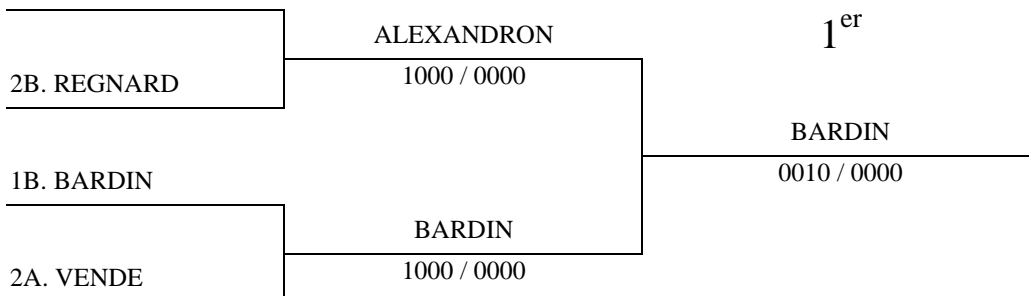 ALEXANDRON
1er
1000 / 0000
2B. REGNARD
BARDIN
0010 / 0000
1B. BARDIN
BARDIN
1000 / 0000
2A. VENDE